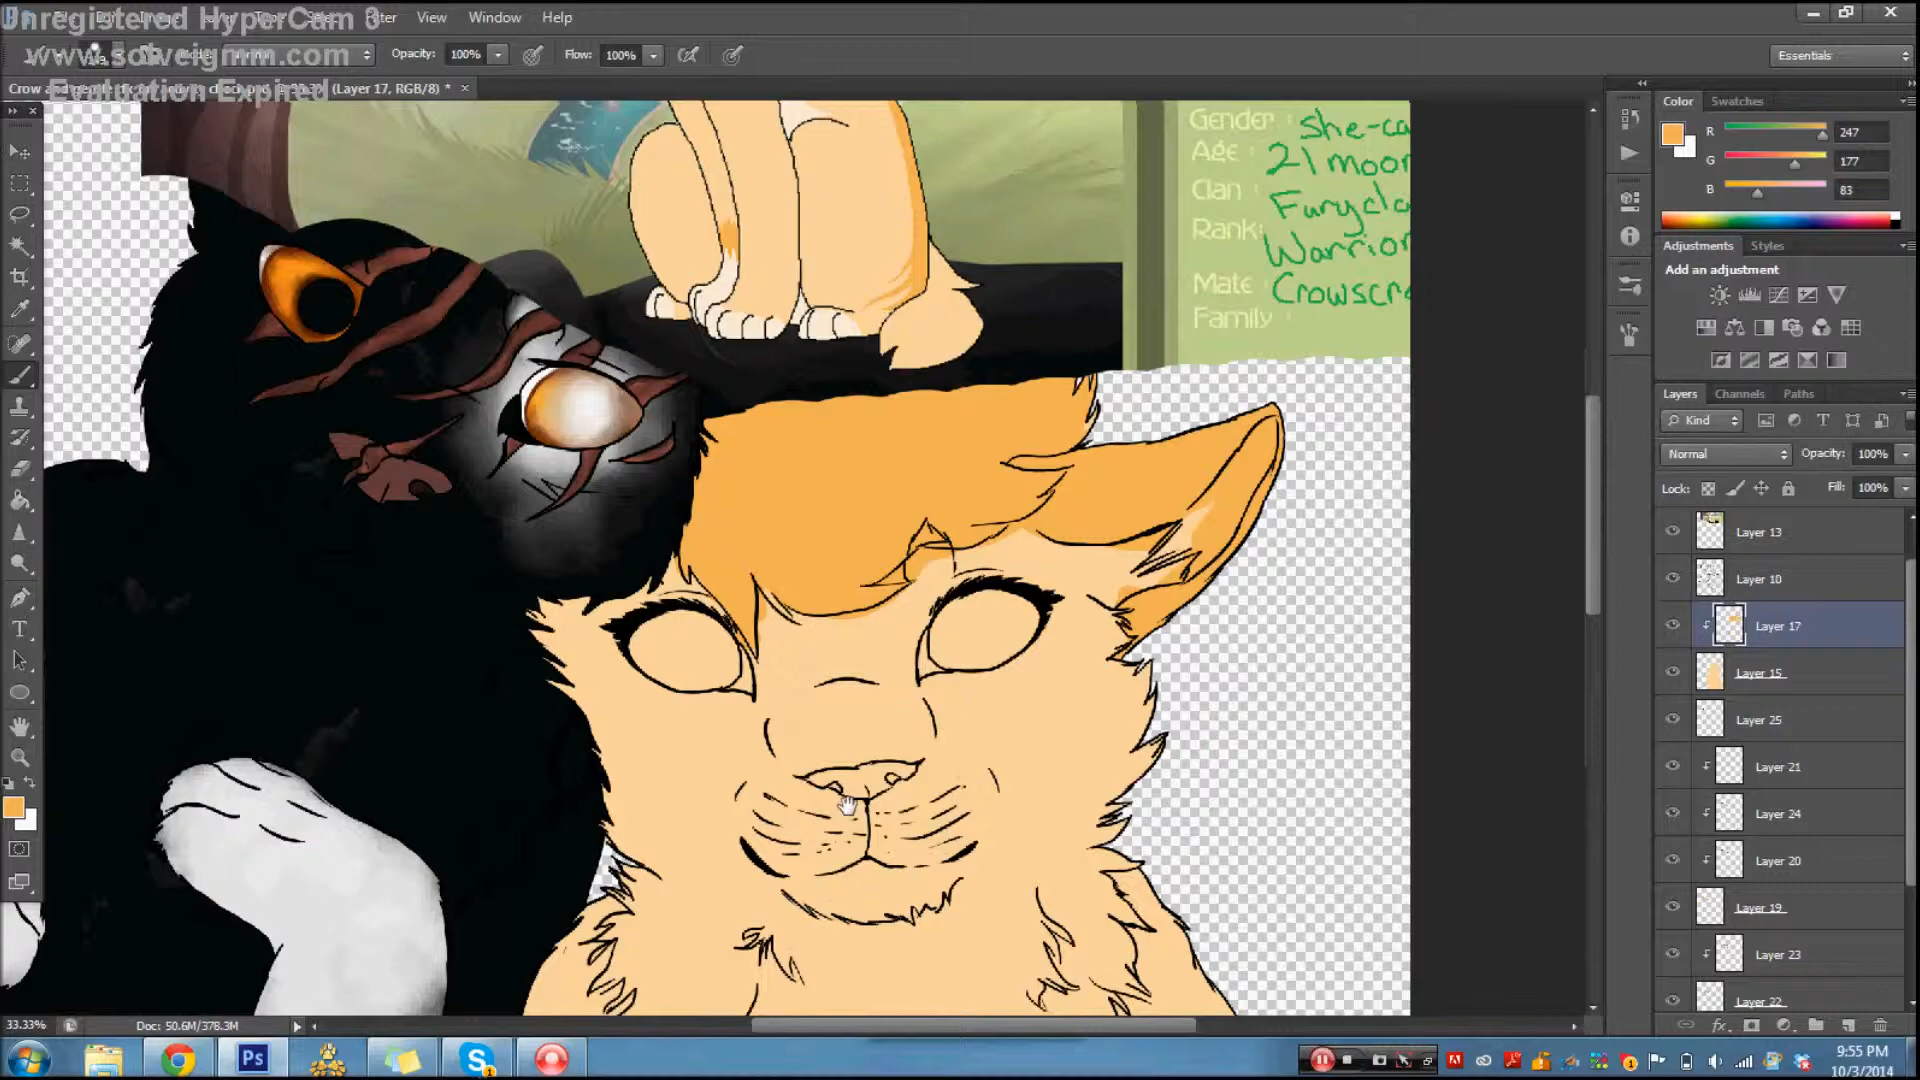 Unregistered HyperCam 3
www.solveigmm.com
Evaluation Expired
Filter View Window Help
Opacity: 100% Flow: 100%
Essentials
(Layer 17, RGB/8) *
Color Swatches
R 247
G 177
B 83
Adjustments Styles
Add an adjustment
Layers Channels Paths
Kind
Normal Opacity: 100%
Lock: Fill: 100%
Layer 13
Layer 10
Layer 17
Layer 15
Layer 25
Layer 21
Layer 24
Layer 20
Layer 19
Layer 23
Layer 22
Gender : she-ca
Age : 21 moon
Clan : Furycla
Rank: Warrior
Mate : Crowscr
Family :
33.33% Doc: 50.6M/378.3M
Ps
9:55 PM
10/3/2014